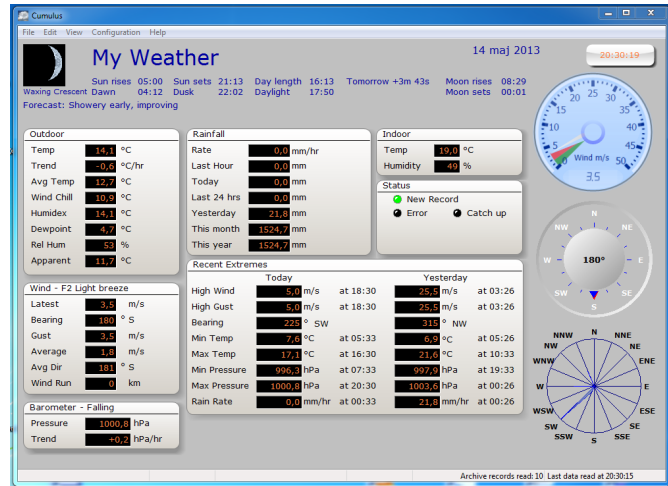 Cumulus
File Edit View Configuration Help
My Weather
14 maj 2013
20:30:19
Sun rises 05:00 Sun sets 21:13 Day length 16:13 Tomorrow +3m 43s Moon rises 08:29
Waxing Crescent Dawn 04:12 Dusk 22:02 Daylight 17:50 Moon sets 00:01
Forecast: Showery early, improving
Outdoor
Temp 14,1 °C
Trend -0,6 °C/hr
Avg Temp 12,7 °C
Wind Chill 10,9 °C
Humidex 14,1 °C
Dewpoint 4,7 °C
Rel Hum 53 %
Apparent 11,7 °C
Rainfall
Rate 0,0 mm/hr
Last Hour 0,0 mm
Today 0,0 mm
Last 24 hrs 0,0 mm
Yesterday 21,8 mm
This month 1524,7 mm
This year 1524,7 mm
Indoor
Temp 19,0 °C
Humidity 49 %
Status
New Record
Error Catch up
0 5 10 15 20 25 30 35 40 45 50
Wind m/s
3.5
Wind - F2 Light breeze
Latest 3,5 m/s
Bearing 180 ° S
Gust 3,5 m/s
Average 1,8 m/s
Avg Dir 181 ° S
Wind Run 0 km
Barometer - Falling
Pressure 1000,8 hPa
Trend +0,2 hPa/hr
Recent Extremes
Today Yesterday
High Wind 5,0 m/s at 18:30 25,5 m/s at 03:26
High Gust 5,0 m/s at 18:30 25,5 m/s at 03:26
Bearing 225 ° SW 315 ° NW
Min Temp 7,6 °C at 05:33 6,9 °C at 05:26
Max Temp 17,1 °C at 16:30 21,6 °C at 10:33
Min Pressure 996,3 hPa at 07:33 997,9 hPa at 19:33
Max Pressure 1000,8 hPa at 20:30 1003,6 hPa at 00:26
Rain Rate 0,0 mm/hr at 00:33 21,8 mm/hr at 00:26
N
NW NE
W 180° E
SW SE
S
NNW N NNE
NW NE
WNW ENE
W E
WSW ESE
SW SE
SSW S SSE
Archive records read: 10 Last data read at 20:30:15